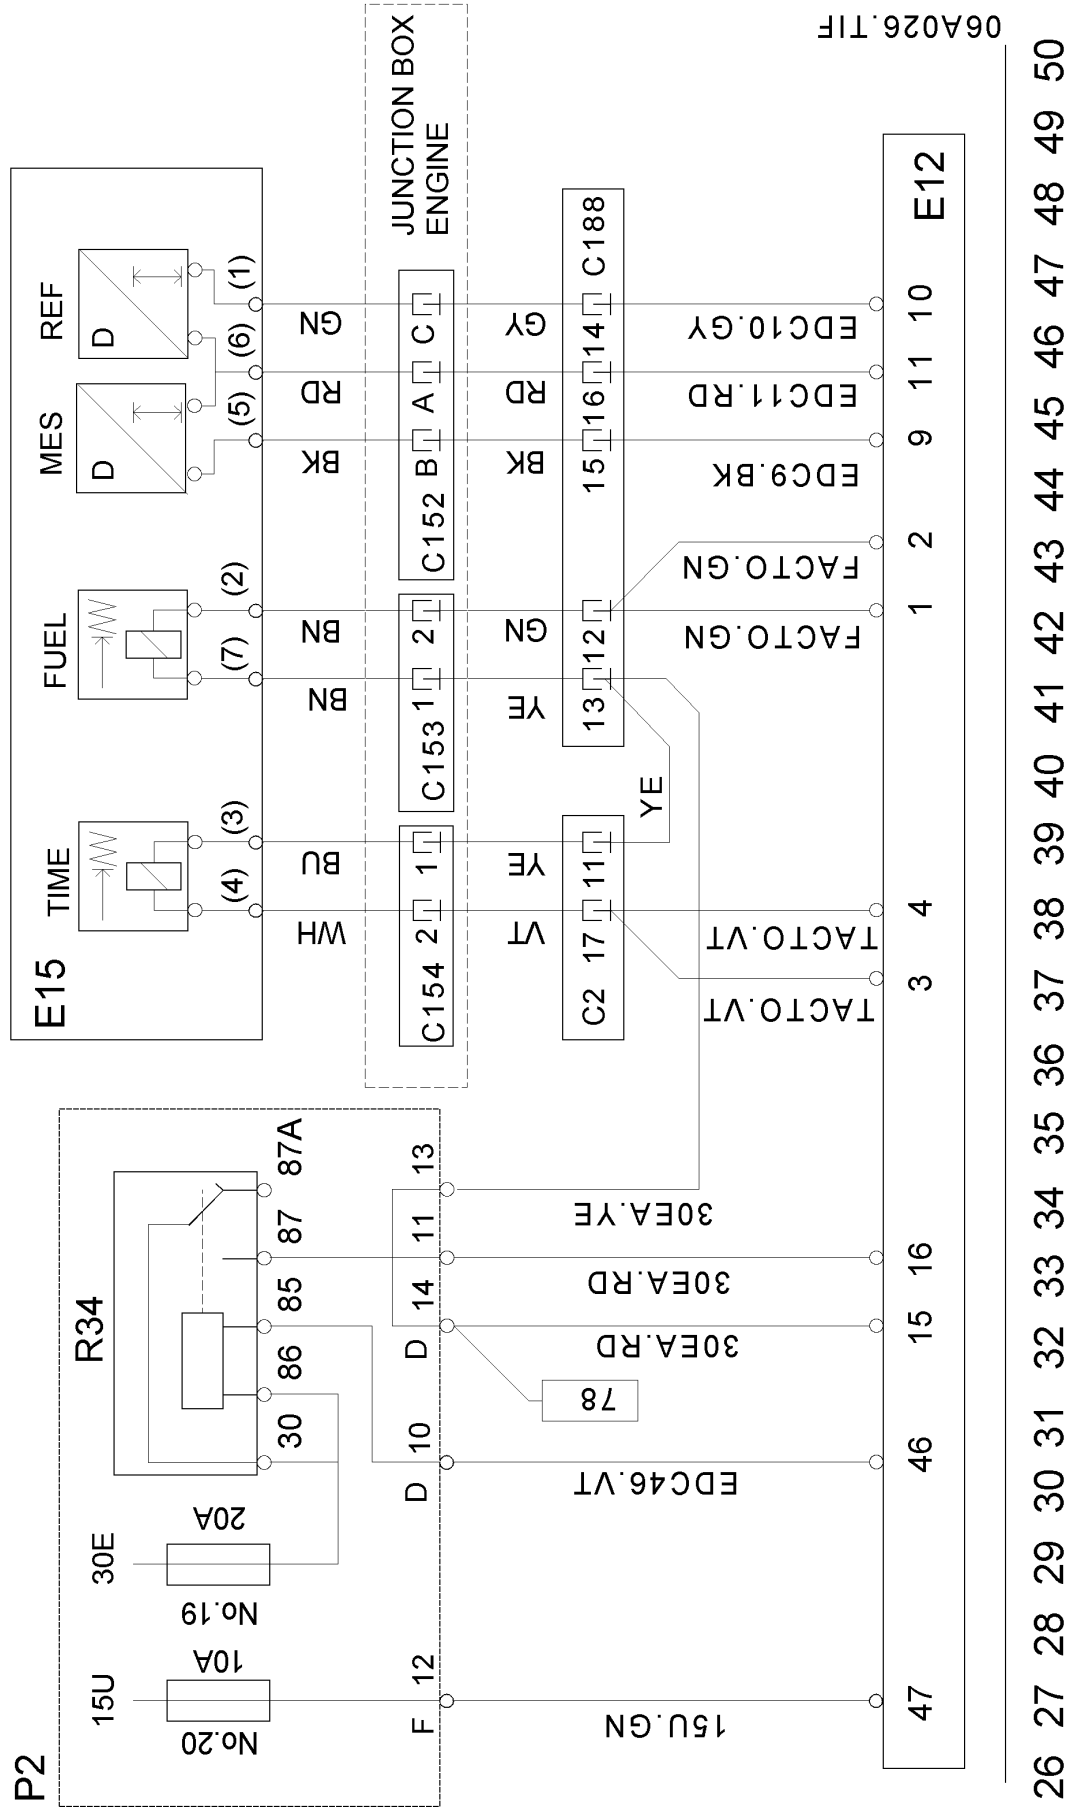 P2
15U
10A
No.20
F
12
15U.GN
47
30E
20A
No.19
R34
30
86
85
87
87A
D
10
D
14
11
13
EDC46.VT
46
78
30EA.RD
15
30EA.RD
16
30EA.YE
E15
TIME
(4)
(3)
WH
BU
C154
2
1
VT
YE
C2
17
11
YE
TACTO.VT
TACTO.VT
3
4
FUEL
(7)
(2)
BN
BN
C153
1
2
YE
GN
13
12
FACTO.GN
FACTO.GN
1
2
MES
D
REF
D
(5)
(6)
(1)
BK
RD
GN
JUNCTION BOX
ENGINE
C152
B
A
C
BK
RD
GY
15
16
14
C188
EDC9.BK
EDC11.RD
EDC10.GY
9
11
10
E12
06A026.TIF
26 27 28 29 30 31 32 33 34 35 36 37 38 39 40 41 42 43 44 45 46 47 48 49 50